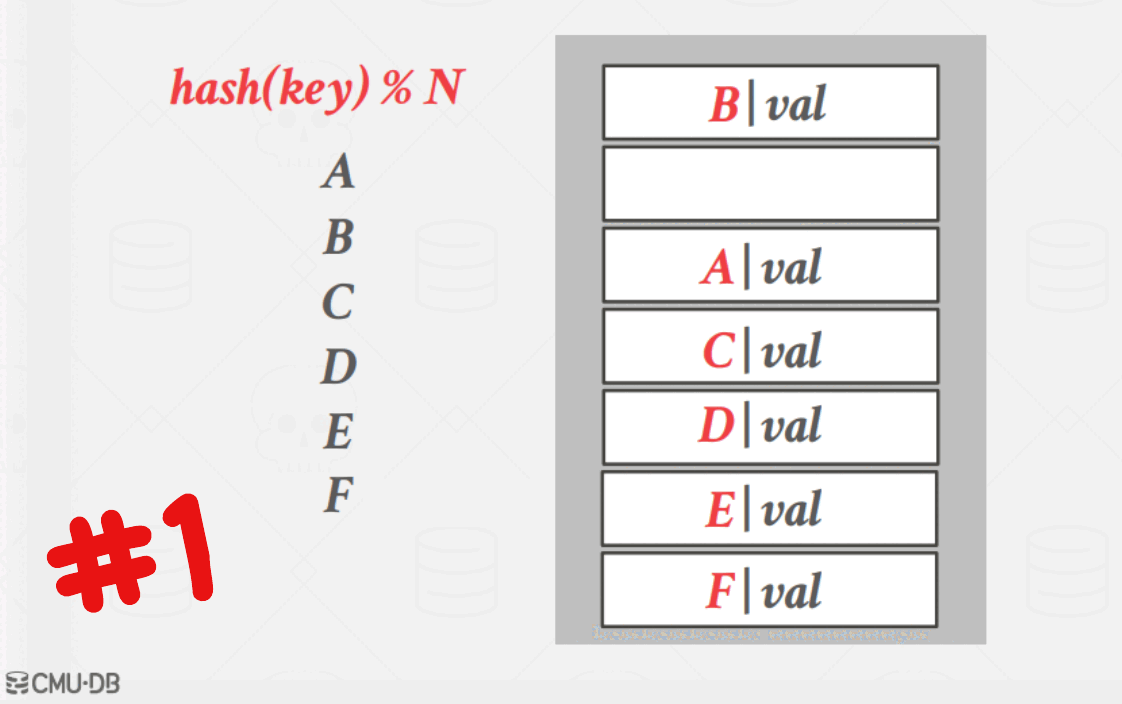 hash(key) % N
A
B
C
D
E
F
B|val
A|val
C|val
D|val
E|val
F|val
#1
CMU·DB